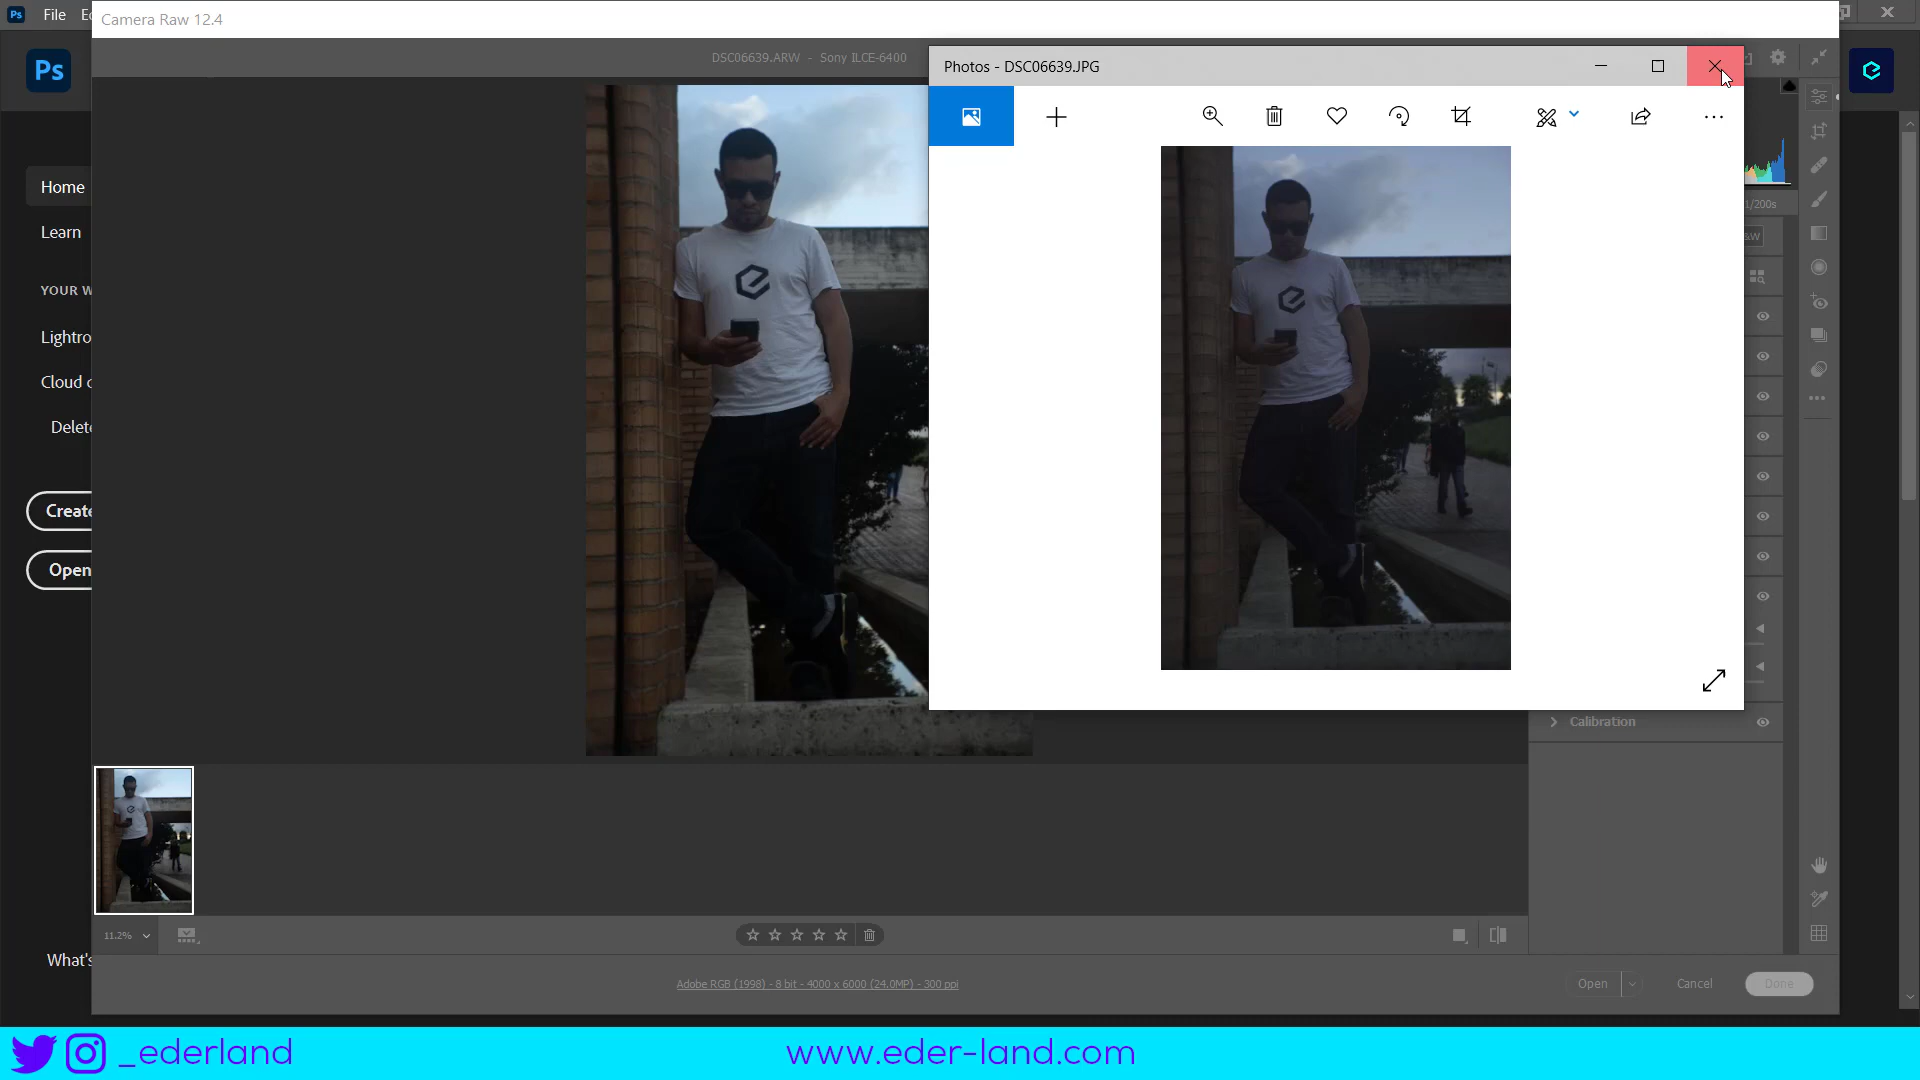 File
Camera Raw 12.4
Ps
DSC06639.ARW - Sony ILCE-6400
Photos - DSC06639.JPG
Home
Learn
1/200s
YOUR W
Lightro
Cloud
Delete
Create
Open
Calibration
11.2%
What's
Adobe RGB (1998) - 8 bit - 4000 x 6000 (24.0MP) - 300 ppi
Open
Cancel
Done
_ederland
www.eder-land.com